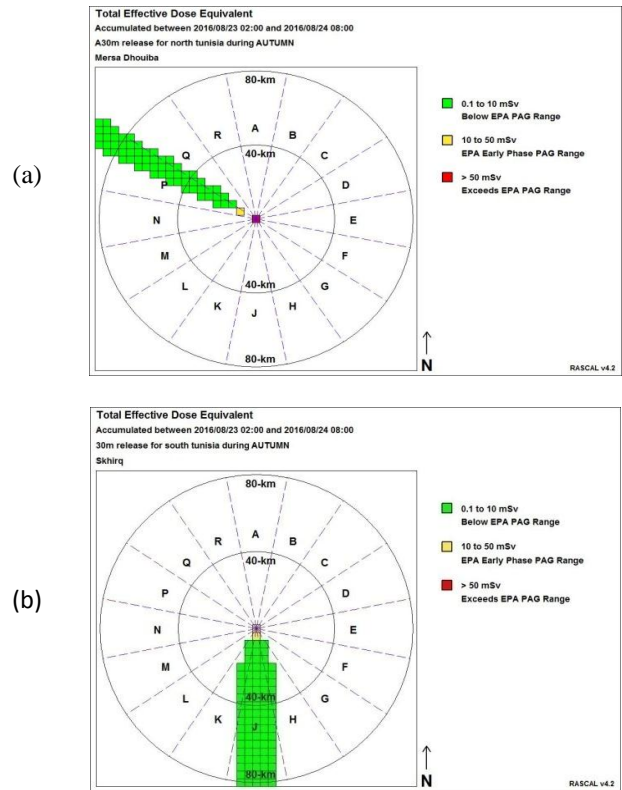 (a)
Total Effective Dose Equivalent
Accumulated between 2016/08/23 02:00 and 2016/08/24 08:00
A30m release for north tunisia during AUTUMN
Mersa Dhouiba
80-km
R A B
Q 40-km C
P D
N E
M F
L G
K J H
40-km
80-km
0.1 to 10 mSv
Below EPA PAG Range
10 to 50 mSv
EPA Early Phase PAG Range
> 50 mSv
Exceeds EPA PAG Range
N
RASCAL v4.2
(b)
Total Effective Dose Equivalent
Accumulated between 2016/08/23 02:00 and 2016/08/24 08:00
30m release for south tunisia during AUTUMN
Skhirq
80-km
R A B
Q 40-km C
P D
N E
M F
L G
40-km
K J H
80-km
0.1 to 10 mSv
Below EPA PAG Range
10 to 50 mSv
EPA Early Phase PAG Range
> 50 mSv
Exceeds EPA PAG Range
N
RASCAL v4.2